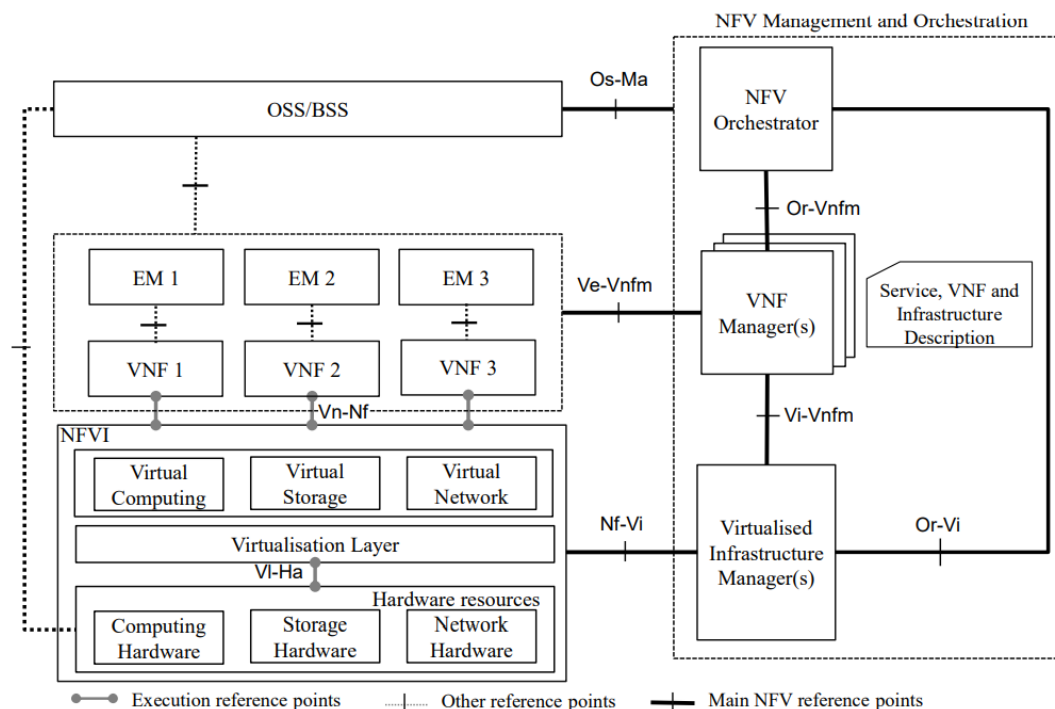 NFV Management and Orchestration
Os-Ma
OSS/BSS
NFV
Orchestrator
Or-Vnfm
EM 1
EM 2
EM 3
Ve-Vnfm
VNF
Manager(s)
Service, VNF and
Infrastructure
Description
VNF 1
VNF 2
VNF 3
Vn-Nf
Vi-Vnfm
NFVI
Virtual
Computing
Virtual
Storage
Virtual
Network
Nf-Vi
Virtualised
Infrastructure
Manager(s)
Or-Vi
Virtualisation Layer
Vl-Ha
Hardware resources
Computing
Hardware
Storage
Hardware
Network
Hardware
Execution reference points
Other reference points
Main NFV reference points